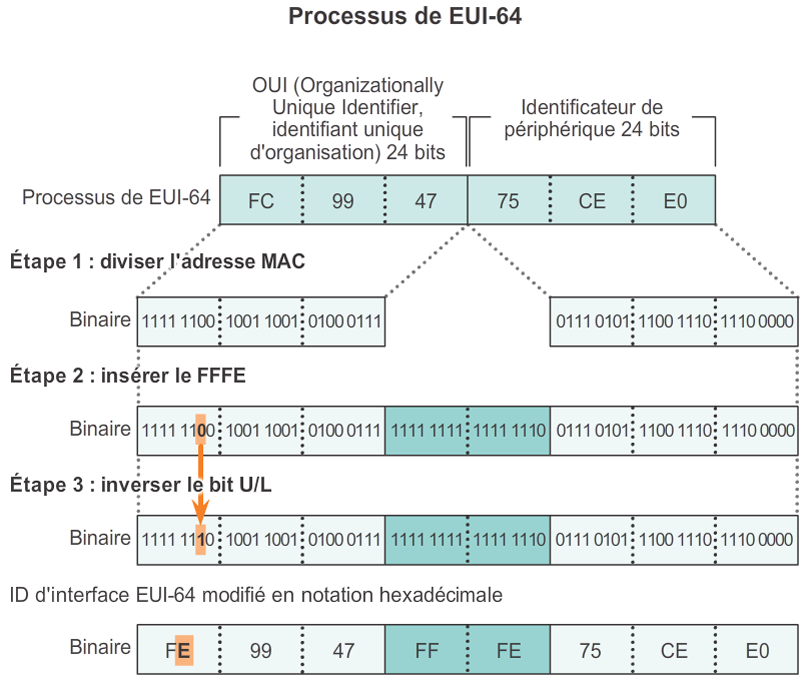 Processus de EUI-64
OUI (Organizationally
Unique Identifier,
identifiant unique
d'organisation) 24 bits
Identificateur de
périphérique 24 bits
Processus de EUI-64 FC 99 47 75 CE E0
Étape 1 : diviser l'adresse MAC
Binaire 1111 1100 1001 1001 0100 0111 0111 0101 1100 1110 1110 0000
Étape 2 : insérer le FFFE
Binaire 1111 1100 1001 1001 0100 0111 1111 1111 1111 1110 0111 0101 1100 1110 1110 0000
Étape 3 : inverser le bit U/L
Binaire 1111 1110 1001 1001 0100 0111 1111 1111 1111 1110 0111 0101 1100 1110 1110 0000
ID d'interface EUI-64 modifié en notation hexadécimale
Binaire FE 99 47 FF FE 75 CE E0